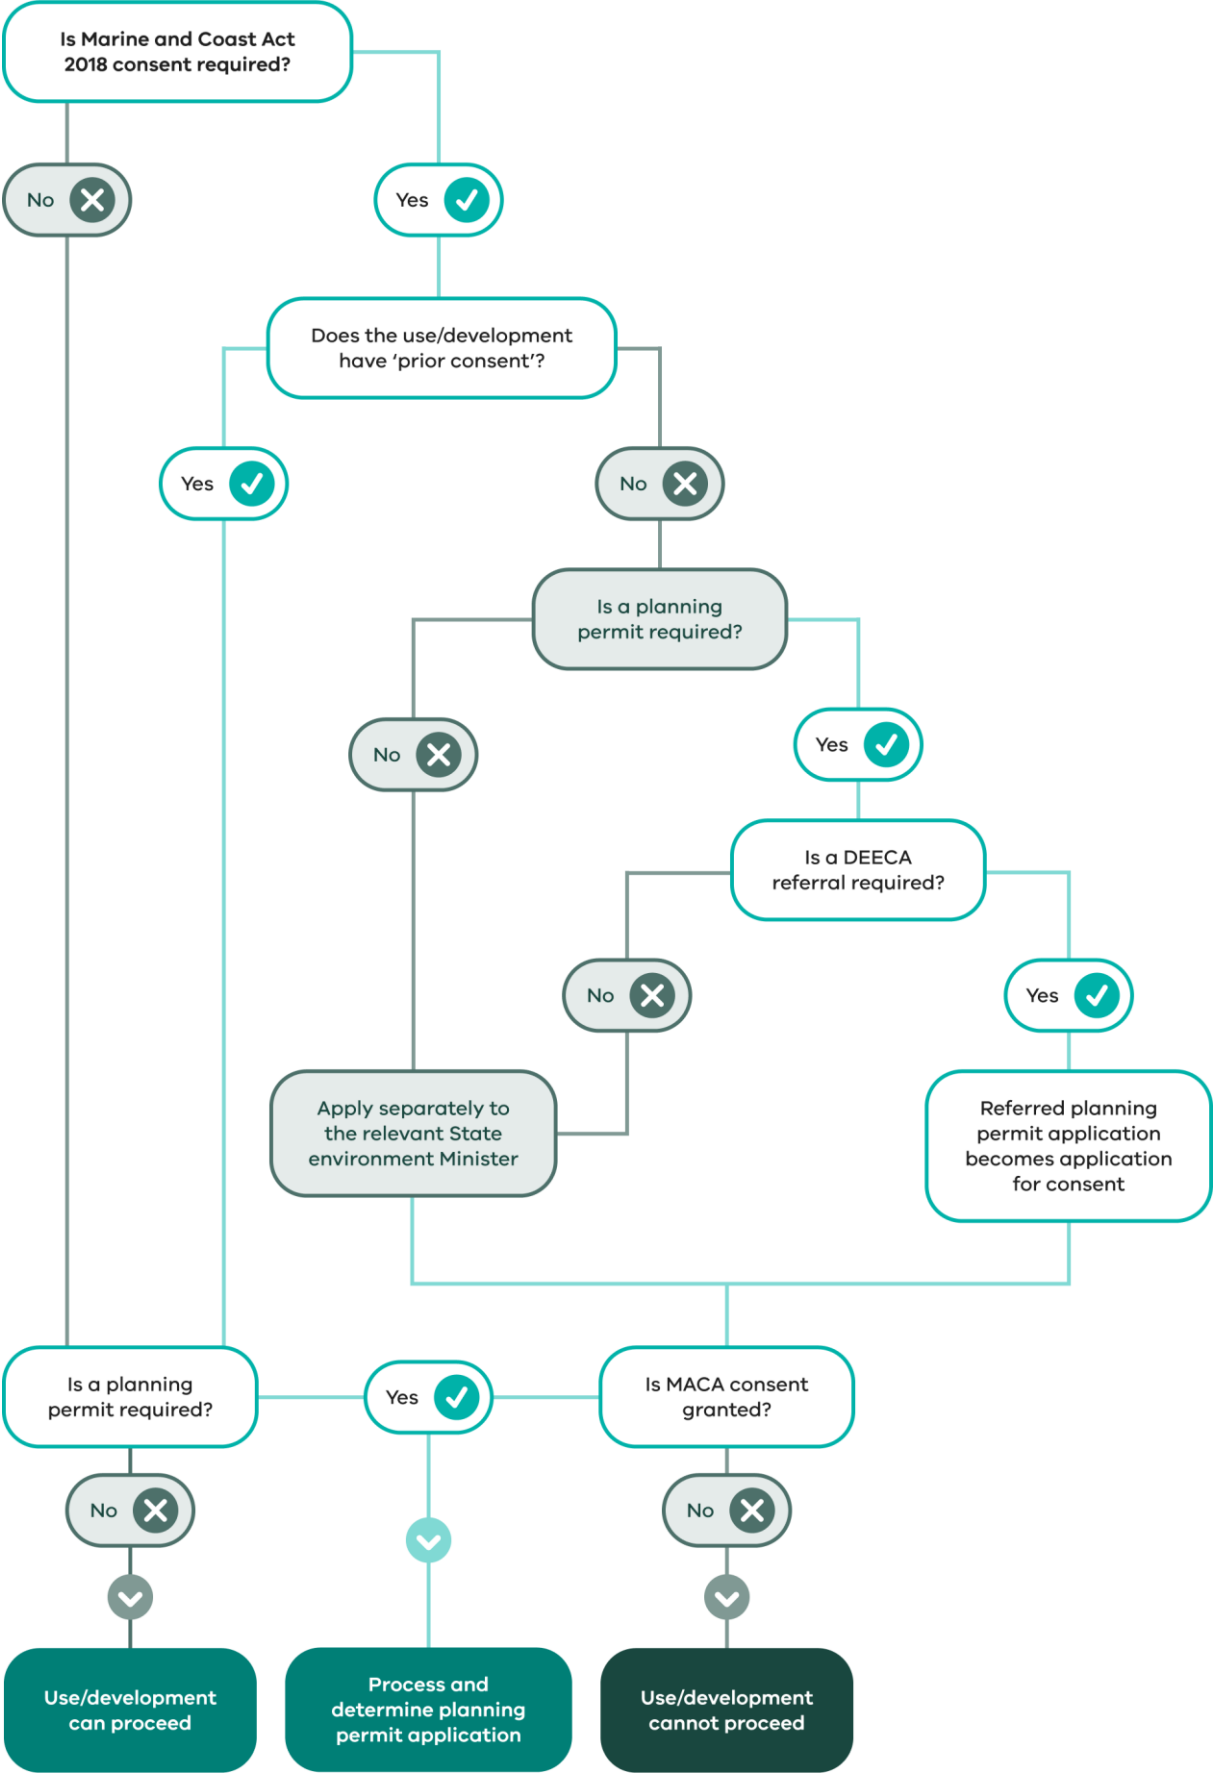 Is Marine and Coast Act
2018 consent required?
No
Yes
Does the use/development
have ‘prior consent’?
Yes
No
Is a planning
permit required?
No
Yes
Is a DEECA
referral required?
No
Yes
Apply separately to
the relevant State
environment Minister
Referred planning
permit application
becomes application
for consent
Is a planning
permit required?
Yes
Is MACA consent
granted?
No
No
Use/development
can proceed
Process and
determine planning
permit application
Use/development
cannot proceed